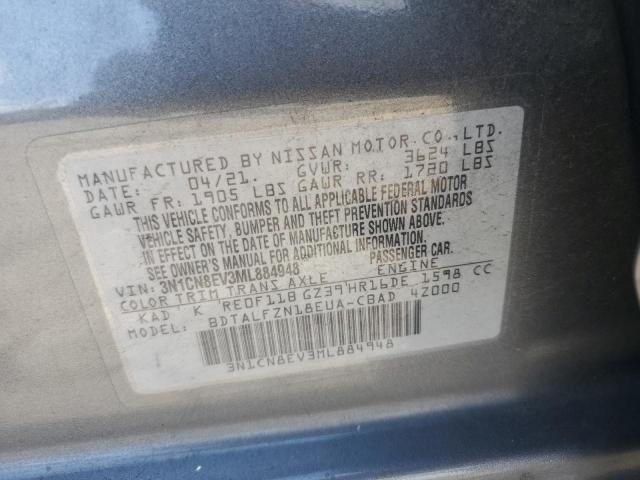 MANUFACTURED BY NISSAN MOTOR CO., LTD.
DATE: 04/21. GVWR: 3624 LBS
GAWR FR: 1905 LBS GAWR RR: 1720 LBS
THIS VEHICLE CONFORMS TO ALL APPLICABLE FEDERAL MOTOR
VEHICLE SAFETY, BUMPER AND THEFT PREVENTION STANDARDS
IN EFFECT ON THE DATE OF MANUFACTURE SHOWN ABOVE.
SEE OWNER'S MANUAL FOR ADDITIONAL INFORMATION.
VIN: 3N1CN8EV3ML884948 PASSENGER CAR.
COLOR TRIM TRANS AXLE ENGINE
KAD K RE0F11B GZ39 HR16DE 1598 CC
MODEL: BDTALFZN18EUA-CBAD 42000
3N1CN8EV3ML884948